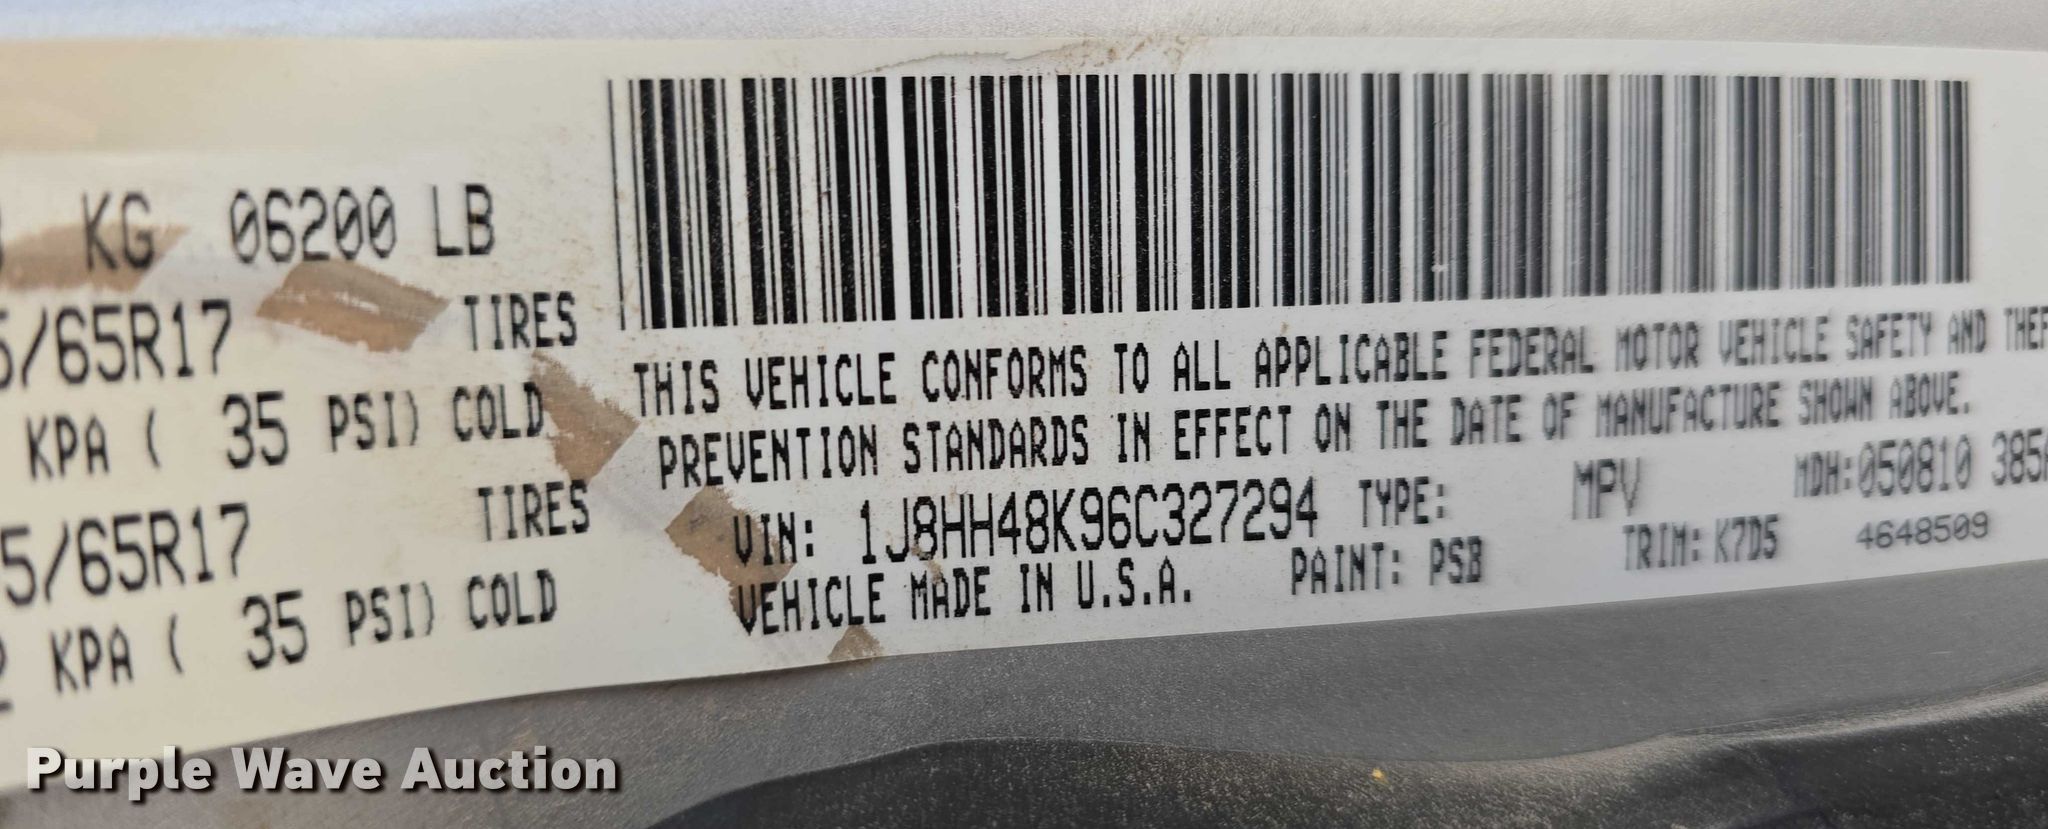 KG 06200 LB
5/65R17 TIRES
KPA ( 35 PSI) COLD
5/65R17 TIRES
KPA ( 35 PSI) COLD
THIS VEHICLE CONFORMS TO ALL APPLICABLE FEDERAL MOTOR VEHICLE SAFETY AND THEF
PREVENTION STANDARDS IN EFFECT ON THE DATE OF MANUFACTURE SHOWN ABOVE.
VIN: 1J8HH48K96C327294 TYPE: MPV MDH:050810 385
VEHICLE MADE IN U.S.A. PAINT: PSB TRIM: K7D5 4648509
Purple Wave Auction